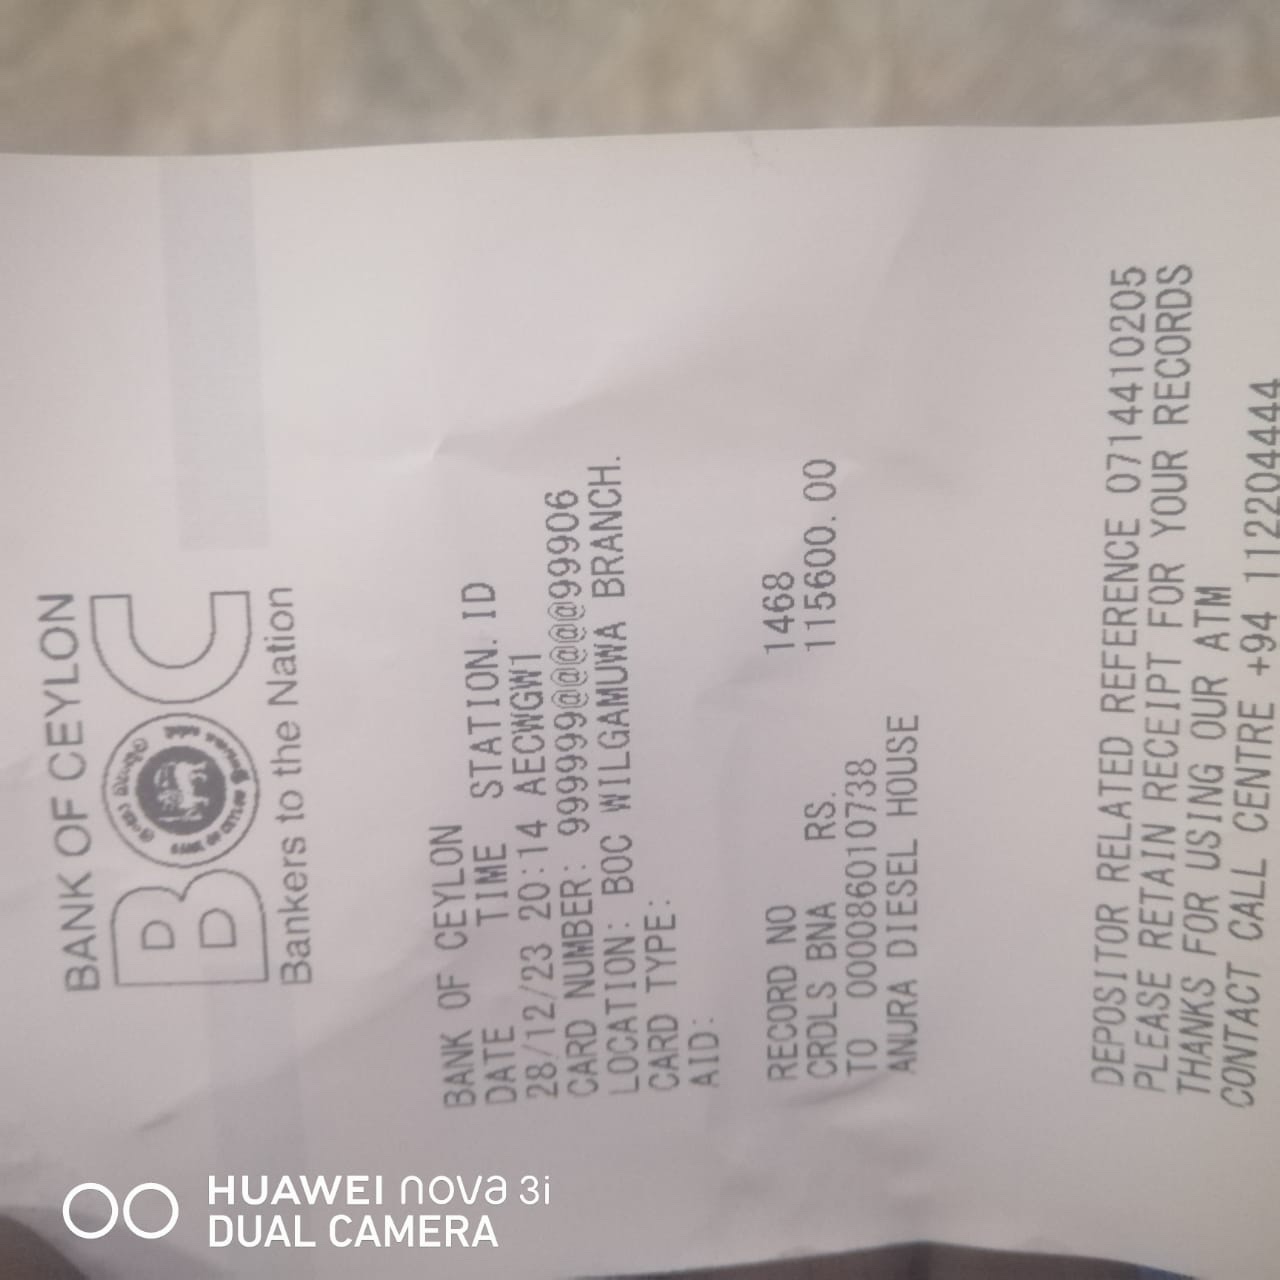 BANK OF CEYLON
BOC
Bankers to the Nation
BANK OF CEYLON
DATE TIME STATION. ID
28/12/23 20:14 AECWGW1
CARD NUMBER: 999999@@@@@99906
LOCATION: BOC WILGAMUWA BRANCH.
CARD TYPE:
AID:
RECORD NO 1468
CRDLS BNA RS. 115600.00
TO 000086010738
ANURA DIESEL HOUSE
DEPOSITOR RELATED REFERENCE 0714410205
PLEASE RETAIN RECEIPT FOR YOUR RECORDS
THANKS FOR USING OUR ATM
CONTACT CALL CENTRE +94 112204444
HUAWEI nova 3i
DUAL CAMERA